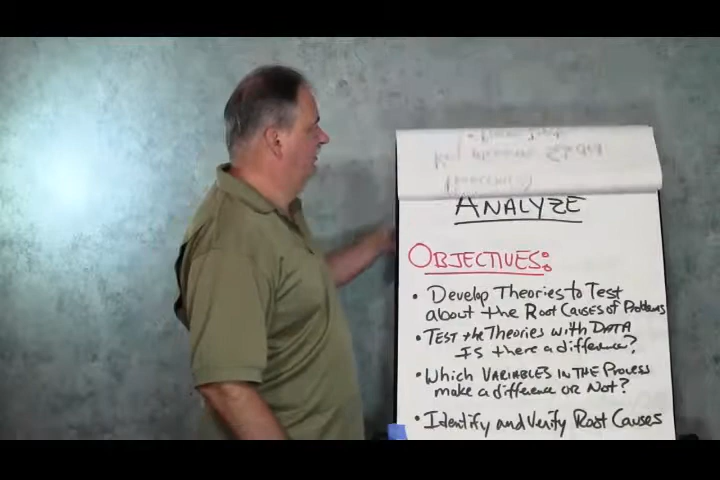 ANALYZE
OBJECTIVES:
• Develop Theories to Test
about the Root Causes of Problems
• TEST the Theories with DATA
Is there a difference?
• Which VARIABLES IN THE Process
make a difference OR Not?
• Identify and Verify Root Causes